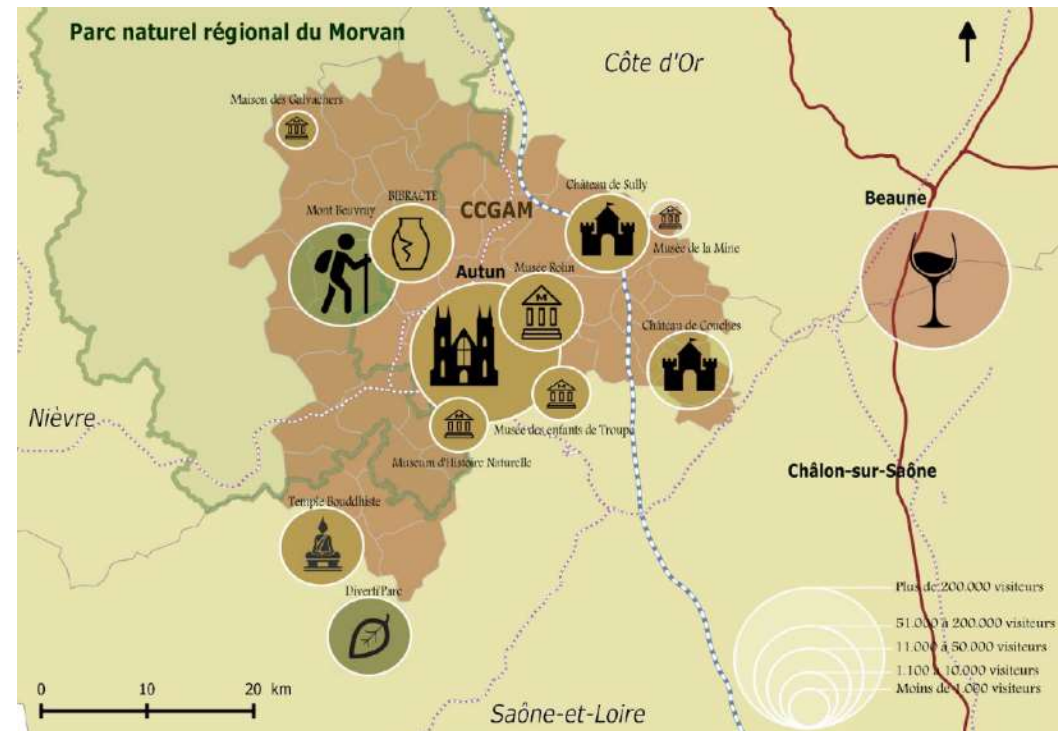 Parc naturel régional du Morvan
Côte d'Or
Maison des Galvachers
Château de Sully
BIBRACTE
Mont Beuvray
CCGAM
Beaune
Musée de la Mine
Autun
Musée Rolin
Château de Couches
Nièvre
Musée des enfants de Troupe
Museum d'Histoire Naturelle
Châlon-sur-Saône
Temple Bouddhiste
Diverti'Parc
Plus de 200.000 visiteurs
51.000 à 200.000 visiteurs
11.000 à 50.000 visiteurs
1.100 à 10.000 visiteurs
Moins de 1.000 visiteurs
0 10 20 km
Saône-et-Loire